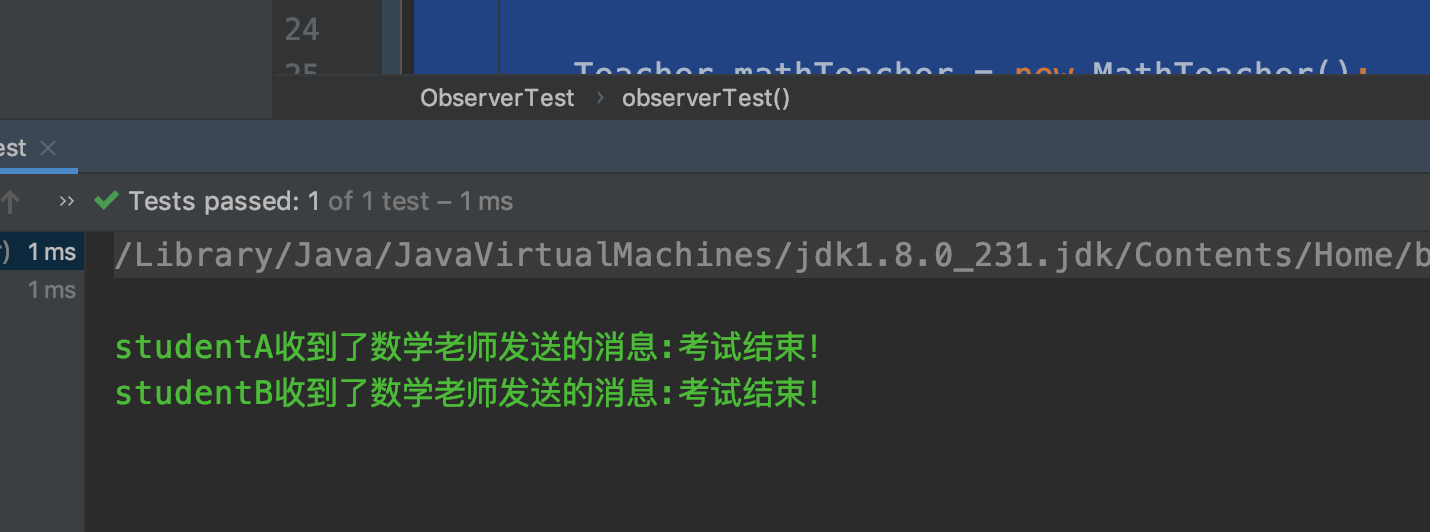 24
25
Teacher mathTeacher = new MathTeacher();
ObserverTest › observerTest()
est ×
» Tests passed: 1 of 1 test – 1 ms
) 1 ms
/Library/Java/JavaVirtualMachines/jdk1.8.0_231.jdk/Contents/Home/b
1 ms
studentA收到了数学老师发送的消息:考试结束!
studentB收到了数学老师发送的消息:考试结束!